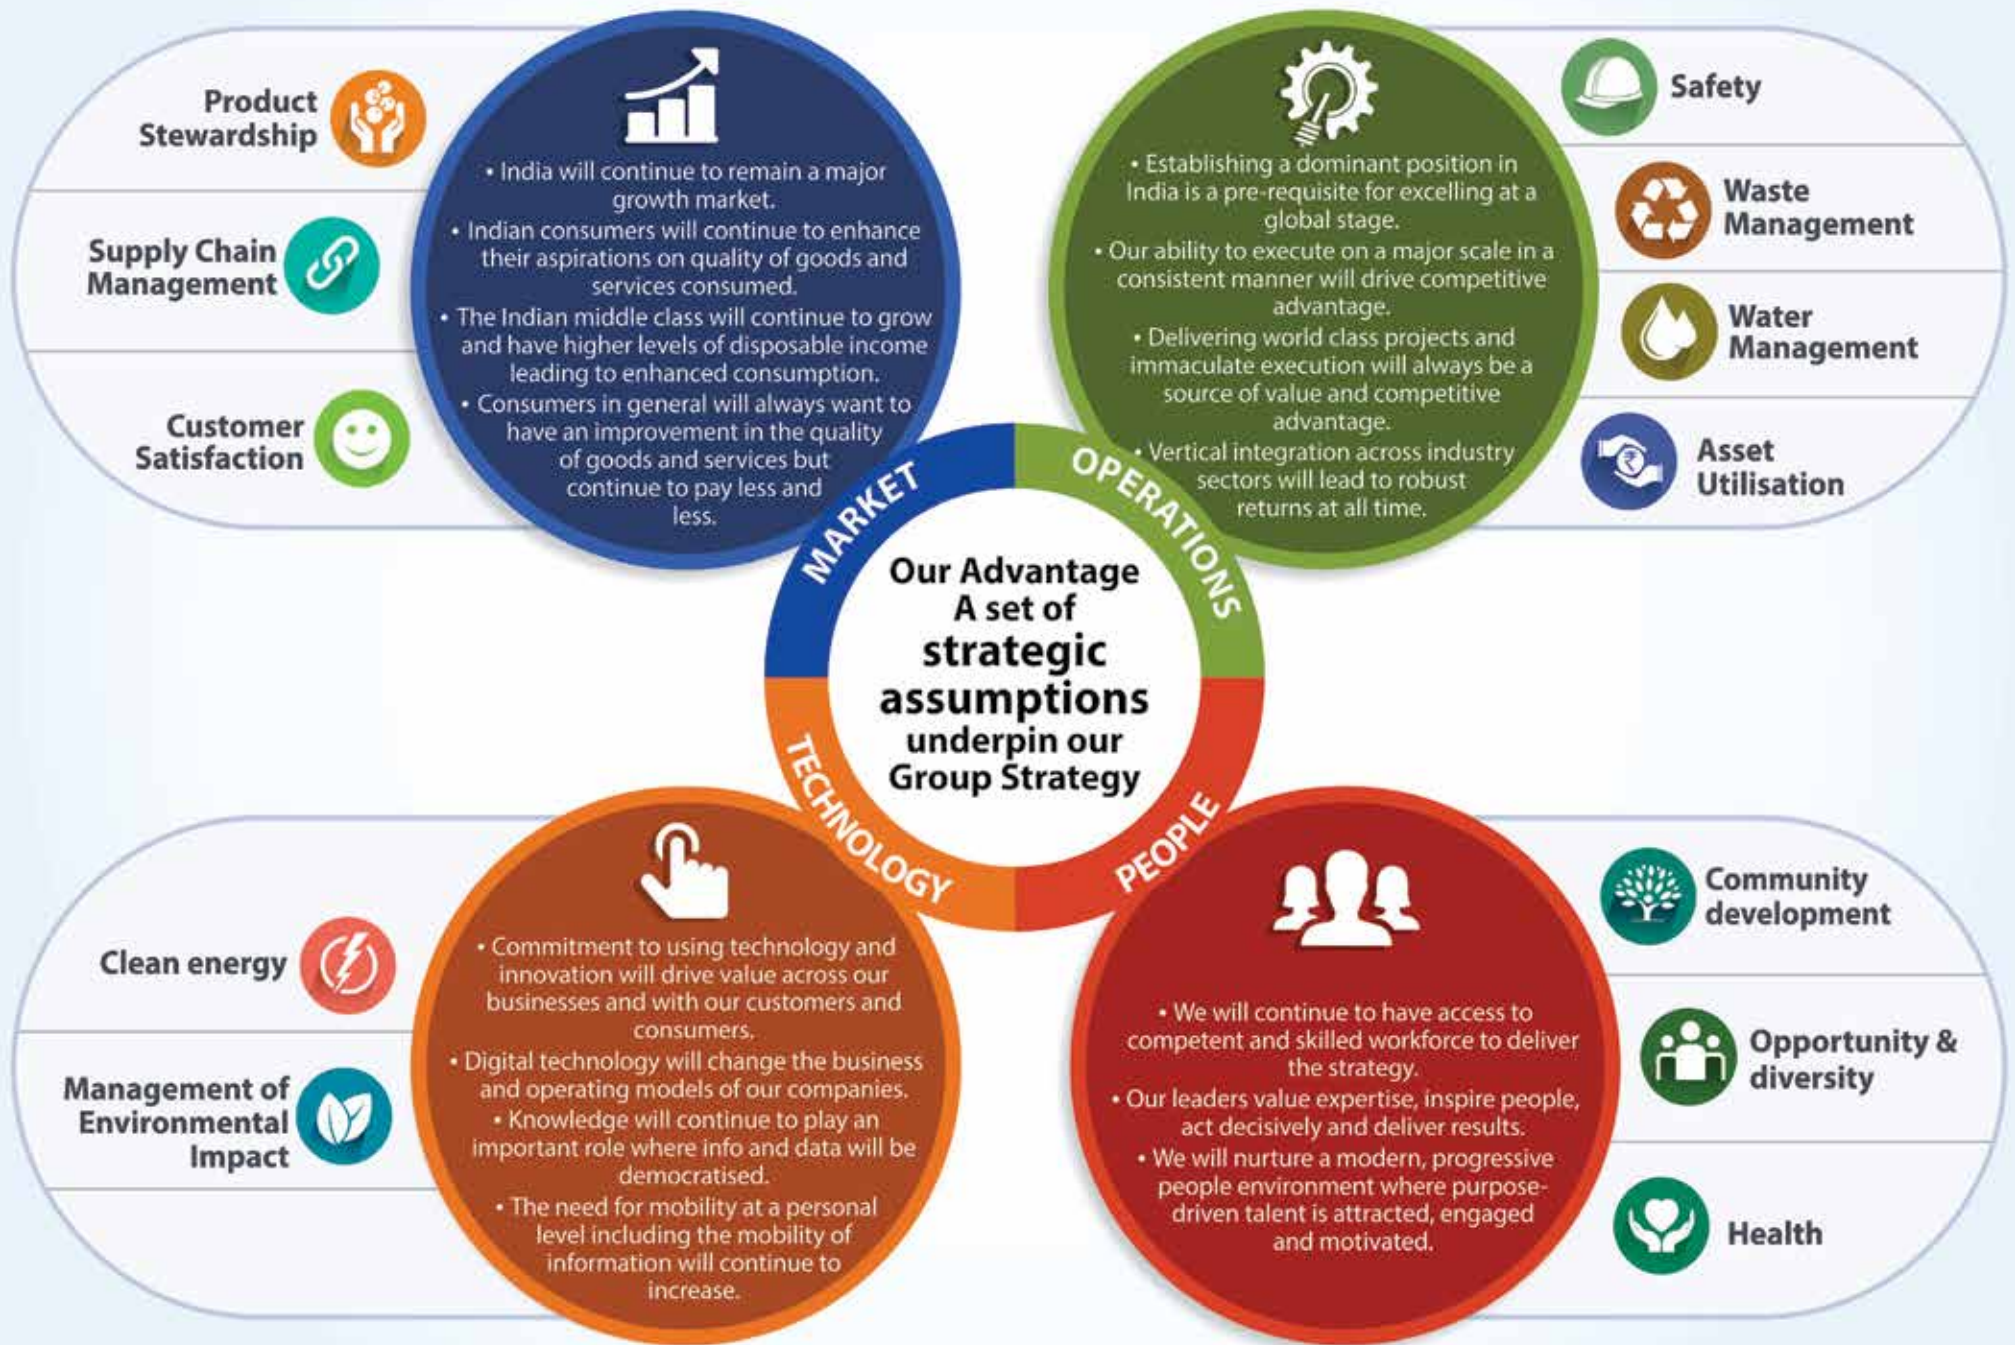 Product
Stewardship
Supply Chain
Management
Customer
Satisfaction
• India will continue to remain a major
growth market.
• Indian consumers will continue to enhance
their aspirations on quality of goods and
services consumed.
• The Indian middle class will continue to grow
and have higher levels of disposable income
leading to enhanced consumption.
• Consumers in general will always want to
have an improvement in the quality
of goods and services but
continue to pay less and
less.
MARKET
• Establishing a dominant position in
India is a pre-requisite for excelling at a
global stage.
• Our ability to execute on a major scale in a
consistent manner will drive competitive
advantage.
• Delivering world class projects and
immaculate execution will always be a
source of value and competitive
advantage.
• Vertical integration across industry
sectors will lead to robust
returns at all time.
OPERATIONS
Safety
Waste
Management
Water
Management
₹
Asset
Utilisation
Our Advantage
A set of
strategic
assumptions
underpin our
Group Strategy
Clean energy
Management of
Environmental
Impact
TECHNOLOGY
• Commitment to using technology and
innovation will drive value across our
businesses and with our customers and
consumers.
• Digital technology will change the business
and operating models of our companies.
• Knowledge will continue to play an
important role where info and data will be
democratised.
• The need for mobility at a personal
level including the mobility of
information will continue to
increase.
PEOPLE
• We will continue to have access to
competent and skilled workforce to deliver
the strategy.
• Our leaders value expertise, inspire people,
act decisively and deliver results.
• We will nurture a modern, progressive
people environment where purpose-
driven talent is attracted, engaged
and motivated.
Community
development
Opportunity &
diversity
Health